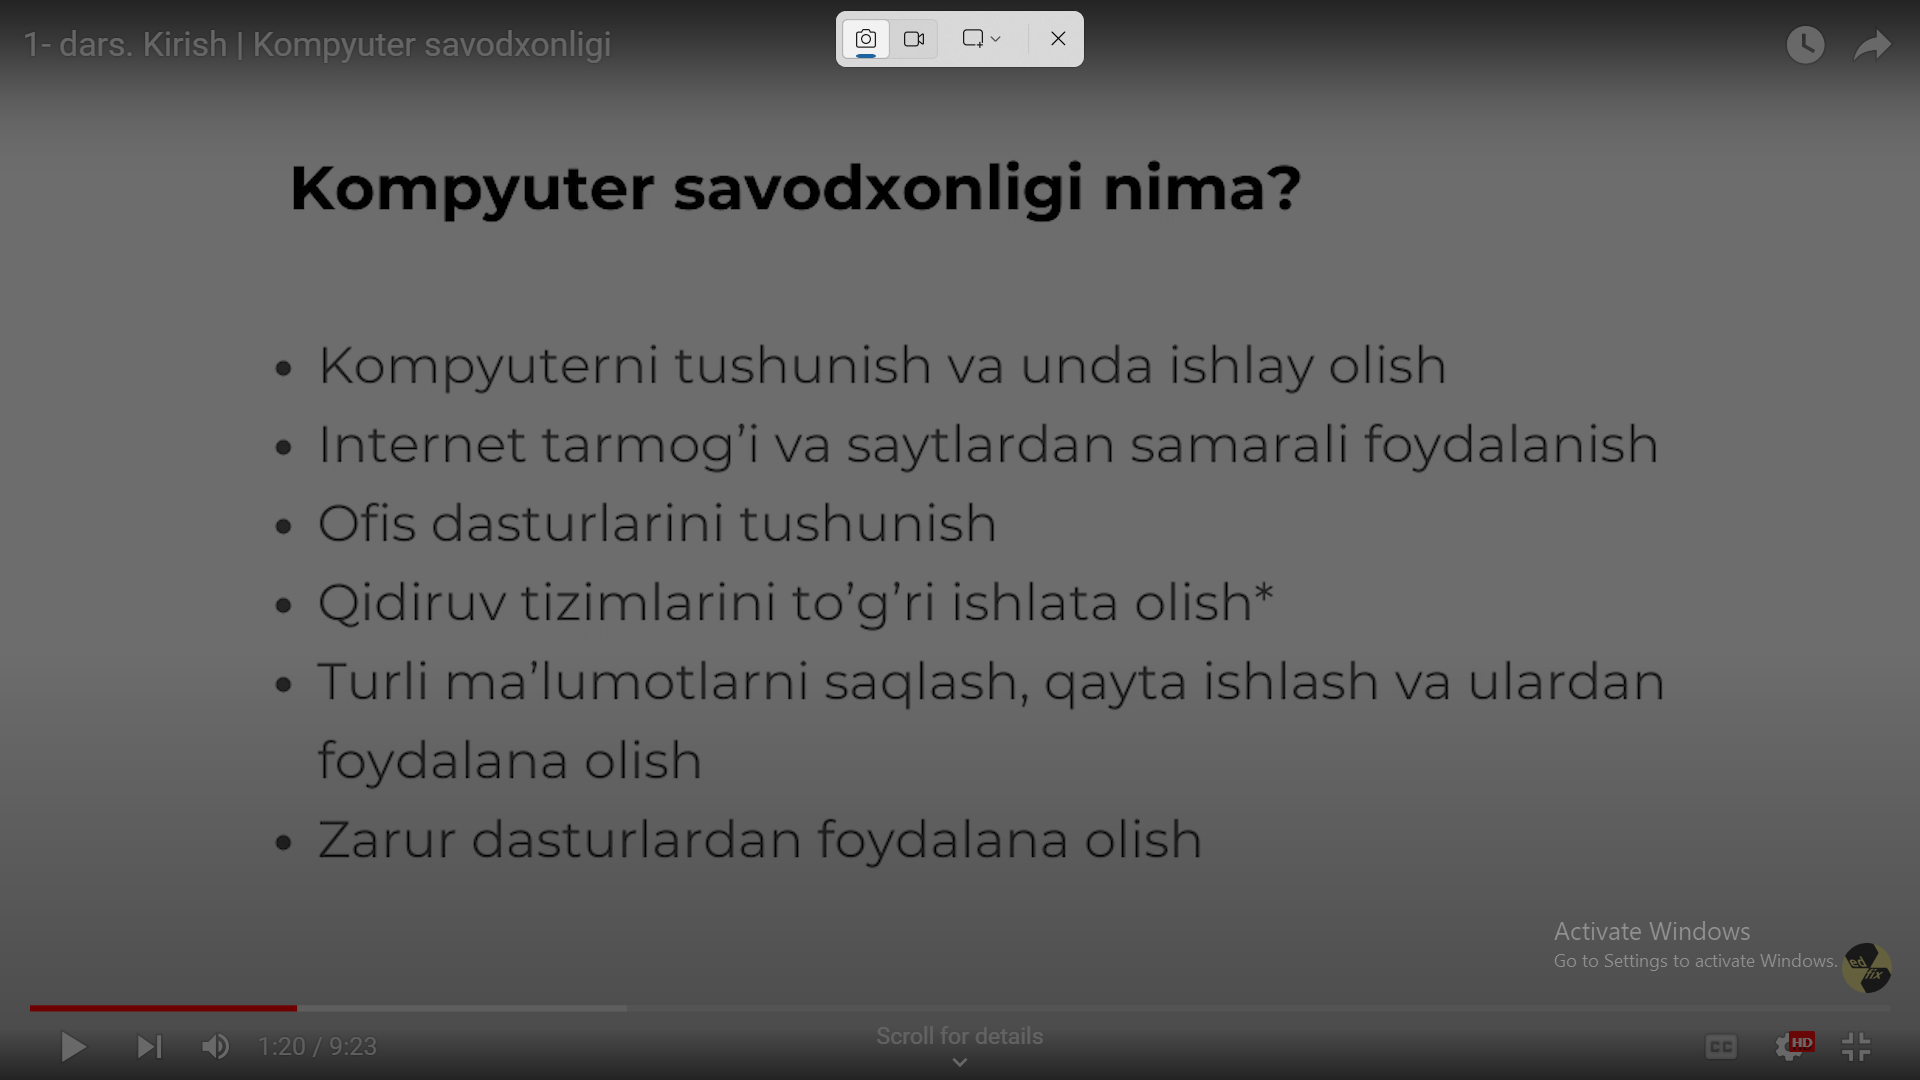 1- dars. Kirish | Kompyuter savodxonligi
Kompyuter savodxonligi nima?
• Kompyuterni tushunish va unda ishlay olish
• Internet tarmog’i va saytlardan samarali foydalanish
• Ofis dasturlarini tushunish
• Qidiruv tizimlarini to’g’ri ishlata olish*
• Turli ma’lumotlarni saqlash, qayta ishlash va ulardan
foydalana olish
• Zarur dasturlardan foydalana olish
Activate Windows
Go to Settings to activate Windows.
ed
fix
1:20 / 9:23
Scroll for details
CC
HD